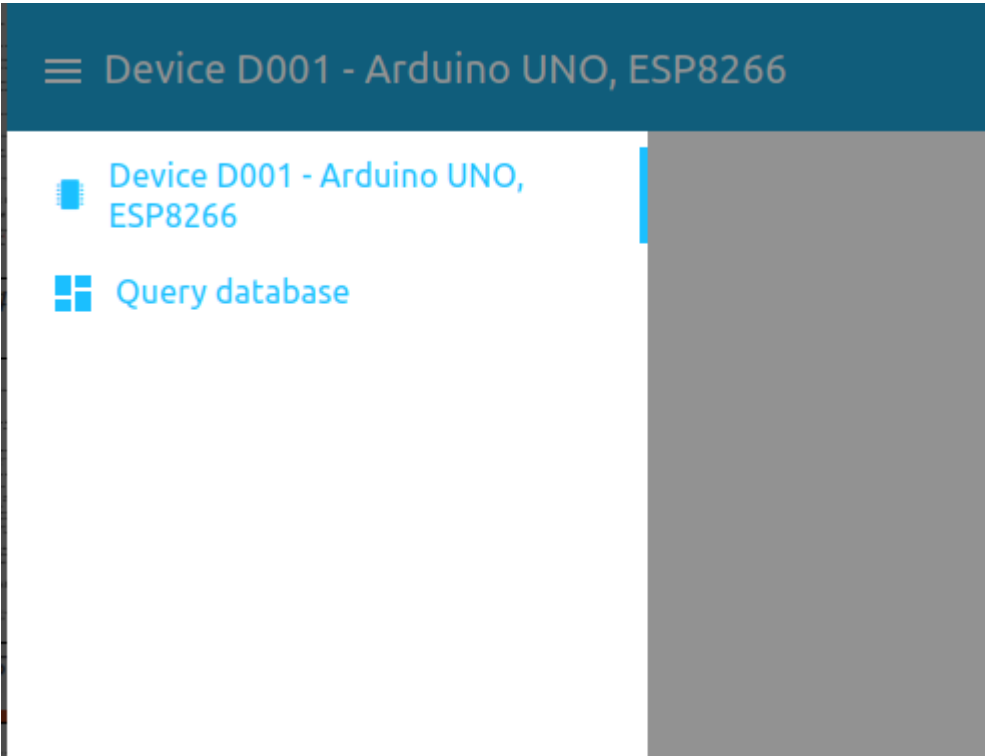 Device D001 - Arduino UNO, ESP8266
Device D001 - Arduino UNO,
ESP8266
Query database